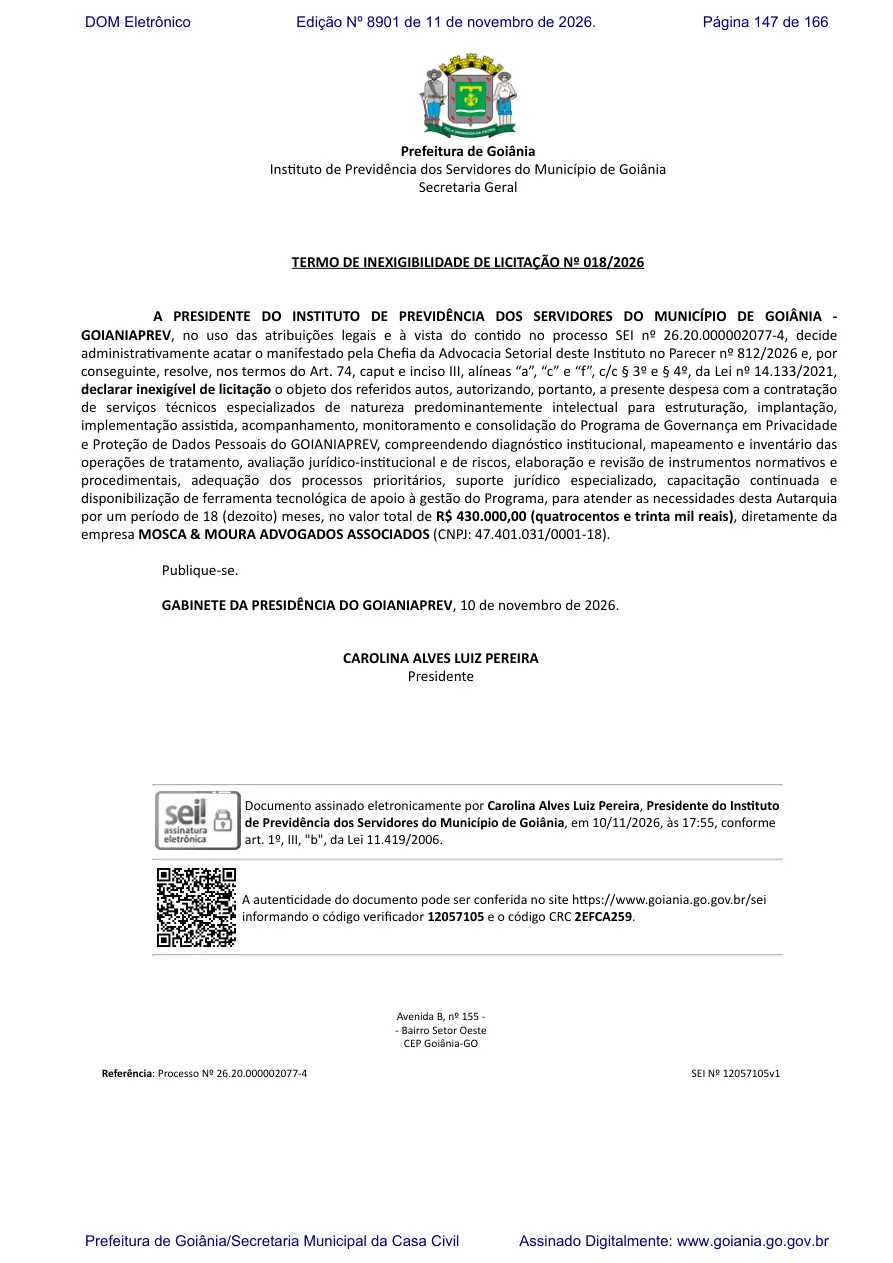 DOM Eletrônico Edição Nº 8901 de 11 de novembro de 2026. Página 147 de 166
PELA GRANDEZA DA PÁTRIA
Prefeitura de Goiânia
Instituto de Previdência dos Servidores do Município de Goiânia
Secretaria Geral
TERMO DE INEXIGIBILIDADE DE LICITAÇÃO Nº 018/2026
A PRESIDENTE DO INSTITUTO DE PREVIDÊNCIA DOS SERVIDORES DO MUNICÍPIO DE GOIÂNIA -
GOIANIAPREV, no uso das atribuições legais e à vista do contido no processo SEI nº 26.20.000002077-4, decide
administrativamente acatar o manifestado pela Chefia da Advocacia Setorial deste Instituto no Parecer nº 812/2026 e, por
conseguinte, resolve, nos termos do Art. 74, caput e inciso III, alíneas “a”, “c” e “f”, c/c § 3º e § 4º, da Lei nº 14.133/2021,
declarar inexigível de licitação o objeto dos referidos autos, autorizando, portanto, a presente despesa com a contratação
de serviços técnicos especializados de natureza predominantemente intelectual para estruturação, implantação,
implementação assistida, acompanhamento, monitoramento e consolidação do Programa de Governança em Privacidade
e Proteção de Dados Pessoais do GOIANIAPREV, compreendendo diagnóstico institucional, mapeamento e inventário das
operações de tratamento, avaliação jurídico-institucional e de riscos, elaboração e revisão de instrumentos normativos e
procedimentais, adequação dos processos prioritários, suporte jurídico especializado, capacitação continuada e
disponibilização de ferramenta tecnológica de apoio à gestão do Programa, para atender as necessidades desta Autarquia
por um período de 18 (dezoito) meses, no valor total de R$ 430.000,00 (quatrocentos e trinta mil reais), diretamente da
empresa MOSCA & MOURA ADVOGADOS ASSOCIADOS (CNPJ: 47.401.031/0001-18).
Publique-se.
GABINETE DA PRESIDÊNCIA DO GOIANIAPREV, 10 de novembro de 2026.
CAROLINA ALVES LUIZ PEREIRA
Presidente
sei!
assinatura
eletrônica
Documento assinado eletronicamente por Carolina Alves Luiz Pereira, Presidente do Instituto
de Previdência dos Servidores do Município de Goiânia, em 10/11/2026, às 17:55, conforme
art. 1º, III, "b", da Lei 11.419/2006.
A autenticidade do documento pode ser conferida no site https://www.goiania.go.gov.br/sei
informando o código verificador 12057105 e o código CRC 2EFCA259.
Avenida B, nº 155 -
- Bairro Setor Oeste
CEP Goiânia-GO
Referência: Processo Nº 26.20.000002077-4 SEI Nº 12057105v1
Prefeitura de Goiânia/Secretaria Municipal da Casa Civil Assinado Digitalmente: www.goiania.go.gov.br